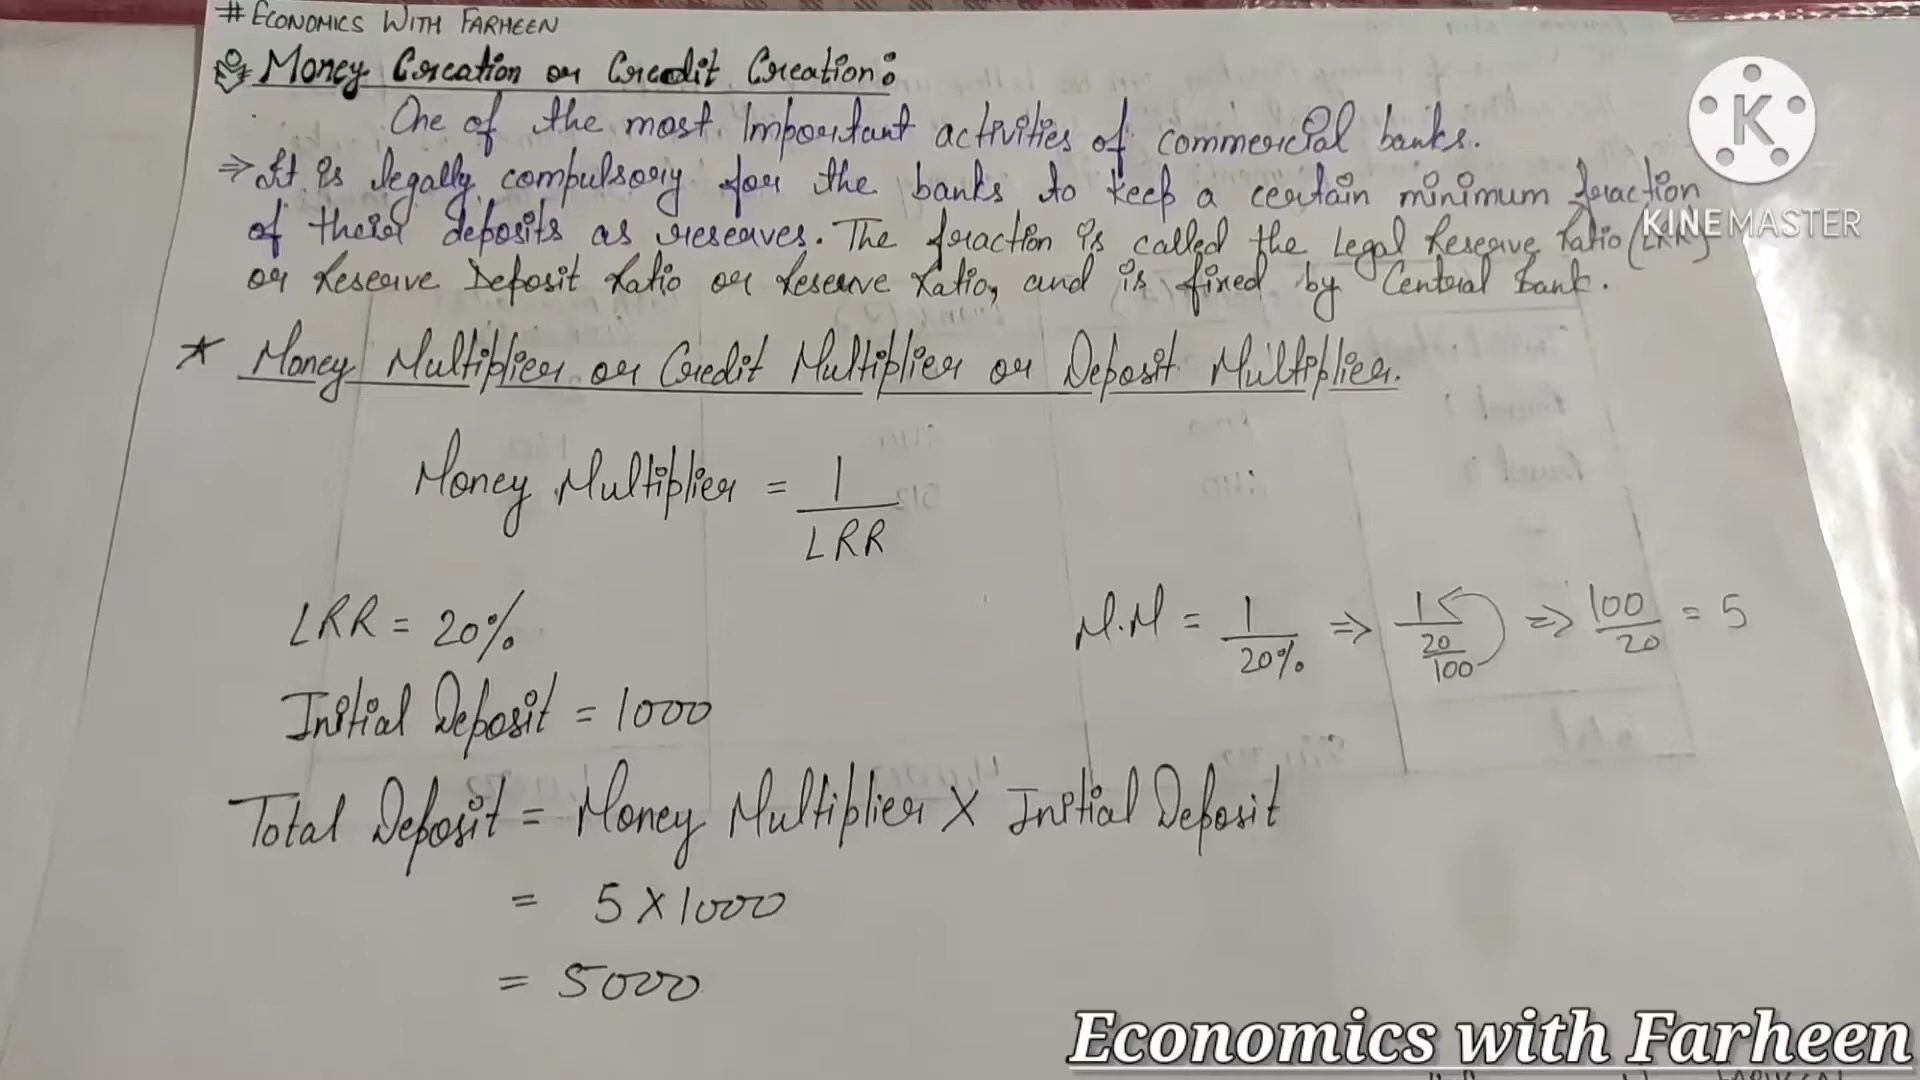 # ECONOMICS WITH FARHEEN
Money Creation or Credit Creation:
One of the most Important activities of commercial banks.
⇒ It is legally compulsory for the banks to keep a certain minimum fraction
of their deposits as reserves. The fraction is called the Legal Reserve Ratio (LRR)
or Reserve Deposit Ratio or Reserve Ratio, and is fixed by Central Bank.
K
KINEMASTER
* Money Multiplier or Credit Multiplier or Deposit Multiplier.
Money Multiplier = 1/LRR
LRR = 20%
M.M = 1/20% ⇒ 1/(20/100) ⇒ 100/20 = 5
Initial Deposit = 1000
Total Deposit = Money Multiplier X Initial Deposit
= 5 X 1000
= 5000
Economics with Farheen